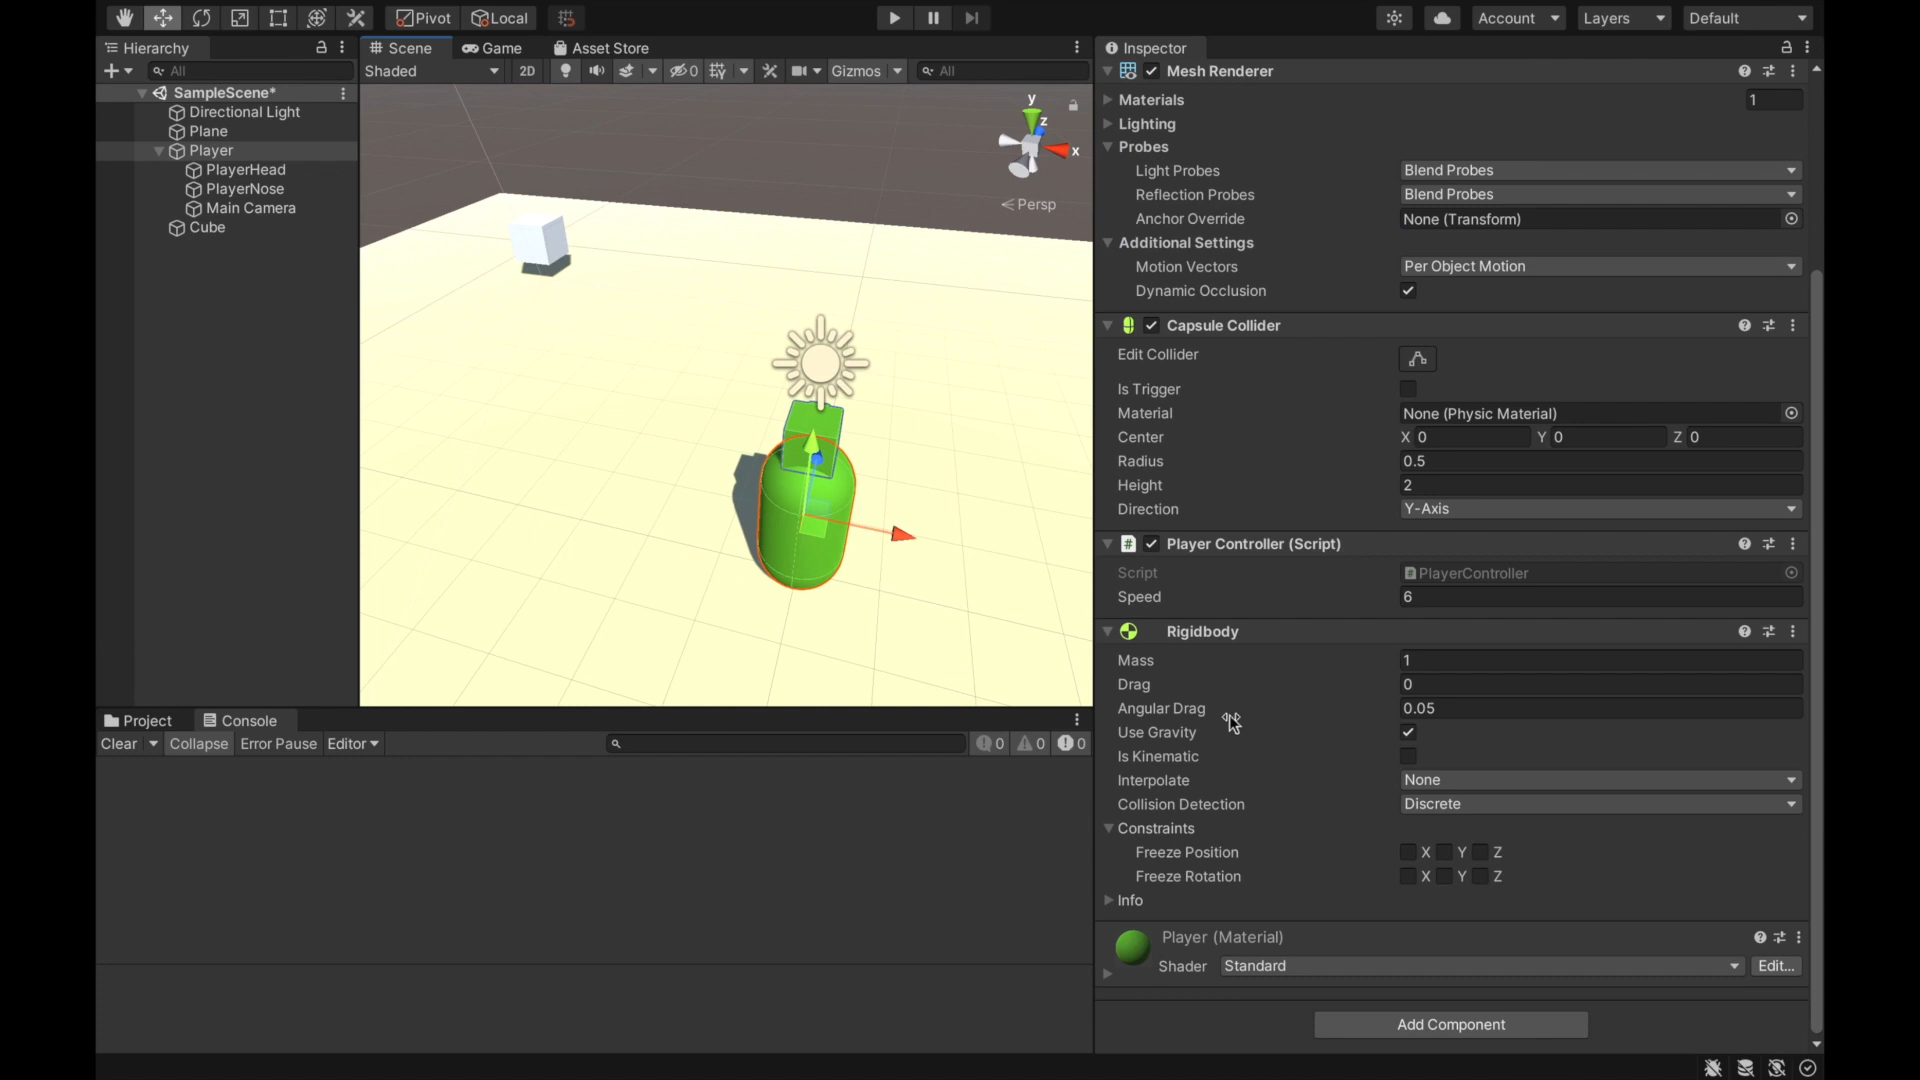 Pivot Local Account Layers Default
Hierarchy Scene Game Asset Store Inspector
All Shaded 2D 0 Gizmos All Mesh Renderer
SampleScene*
Directional Light
Plane
Player
PlayerHead
PlayerNose
Main Camera
Cube
y
z
x
Persp
Materials 1
Lighting
Probes
Light Probes Blend Probes
Reflection Probes Blend Probes
Anchor Override None (Transform)
Additional Settings
Motion Vectors Per Object Motion
Dynamic Occlusion
Capsule Collider
Edit Collider
Is Trigger
Material None (Physic Material)
Center X 0 Y 0 Z 0
Radius 0.5
Height 2
Direction Y-Axis
# Player Controller (Script)
Script PlayerController
Speed 6
Rigidbody
Mass 1
Drag 0
Angular Drag 0.05
Use Gravity
Is Kinematic
Interpolate None
Collision Detection Discrete
Constraints
Freeze Position X Y Z
Freeze Rotation X Y Z
Info
Player (Material)
Shader Standard Edit...
Add Component
Project Console
Clear Collapse Error Pause Editor 0 0 0